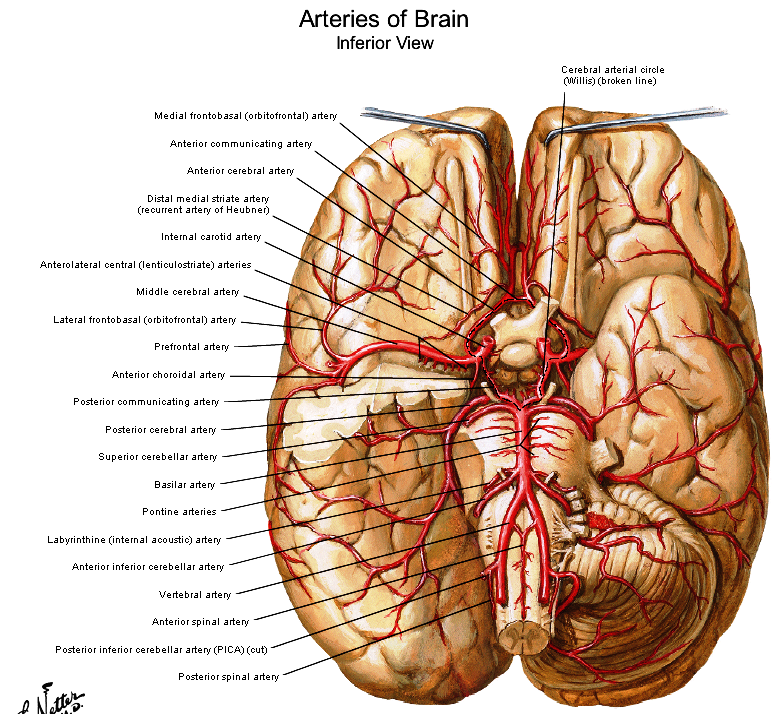 Arteries of Brain
Inferior View
Cerebral arterial circle
(Willis) (broken line)
Medial frontobasal (orbitofrontal) artery
Anterior communicating artery
Anterior cerebral artery
Distal medial striate artery
(recurrent artery of Heubner)
Internal carotid artery
Anterolateral central (lenticulostriate) arteries
Middle cerebral artery
Lateral frontobasal (orbitofrontal) artery
Prefrontal artery
Anterior choroidal artery
Posterior communicating artery
Posterior cerebral artery
Superior cerebellar artery
Basilar artery
Pontine arteries
Labyrinthine (internal acoustic) artery
Anterior inferior cerebellar artery
Vertebral artery
Anterior spinal artery
Posterior inferior cerebellar artery (PICA) (cut)
Posterior spinal artery
Netter